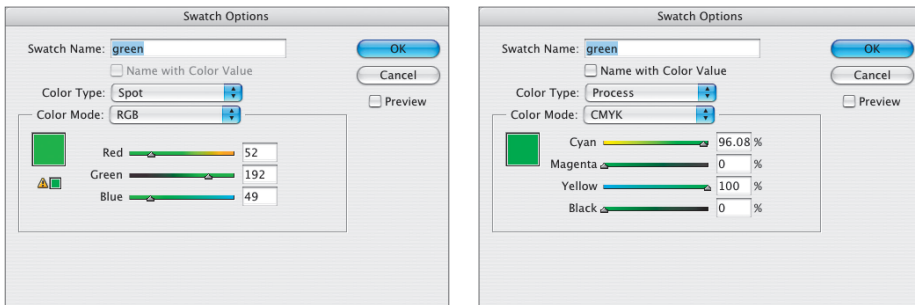 Swatch Options
Swatch Name: green
OK
Name with Color Value
Cancel
Color Type: Spot
Preview
Color Mode: RGB
Red 52
Green 192
Blue 49
Swatch Options
Swatch Name: green
OK
Name with Color Value
Cancel
Color Type: Process
Preview
Color Mode: CMYK
Cyan 96.08 %
Magenta 0 %
Yellow 100 %
Black 0 %